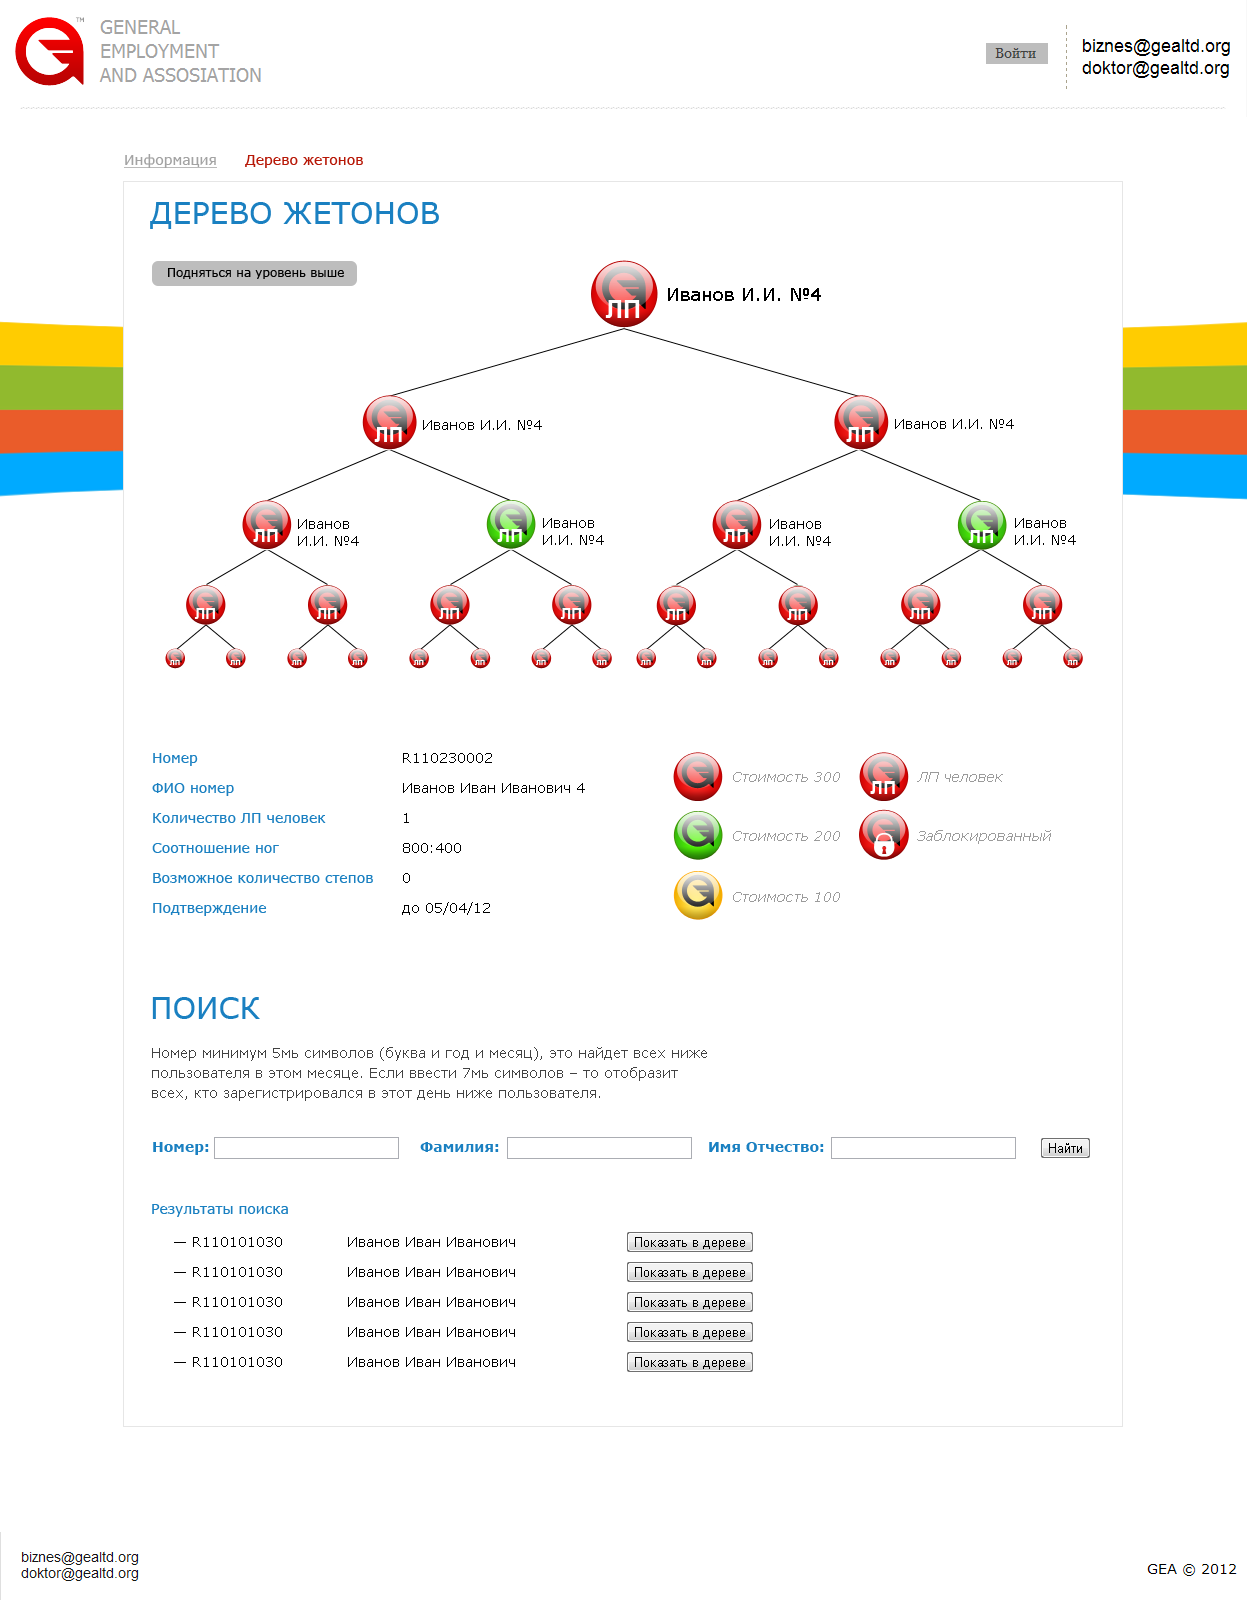 GENERAL
EMPLOYMENT
AND ASSOSIATION
TM
Войти
biznes@gealtd.org
doktor@gealtd.org
Информация
Дерево жетонов
ДЕРЕВО ЖЕТОНОВ
Подняться на уровень выше
ЛП
Иванов И.И. №4
ЛП
Иванов И.И. №4
ЛП
Иванов И.И. №4
ЛП
Иванов
И.И. №4
ЛП
Иванов
И.И. №4
ЛП
Иванов
И.И. №4
ЛП
Иванов
И.И. №4
ЛП ЛП ЛП ЛП ЛП ЛП ЛП ЛП
ЛП ЛП ЛП ЛП ЛП ЛП ЛП ЛП ЛП ЛП ЛП ЛП ЛП ЛП ЛП ЛП
Номер R110230002
ФИО номер Иванов Иван Иванович 4
Количество ЛП человек 1
Соотношение ног 800:400
Возможное количество степов 0
Подтверждение до 05/04/12
Стоимость 300
ЛП ЛП человек
Стоимость 200
Заблокированный
Стоимость 100
ПОИСК
Номер минимум 5мь символов (буква и год и месяц), это найдет всех ниже
пользователя в этом месяце. Если ввести 7мь символов – то отобразит
всех, кто зарегистрировался в этот день ниже пользователя.
Номер: Фамилия: Имя Отчество: Найти
Результаты поиска
— R110101030 Иванов Иван Иванович Показать в дереве
— R110101030 Иванов Иван Иванович Показать в дереве
— R110101030 Иванов Иван Иванович Показать в дереве
— R110101030 Иванов Иван Иванович Показать в дереве
— R110101030 Иванов Иван Иванович Показать в дереве
biznes@gealtd.org
doktor@gealtd.org
GEA © 2012